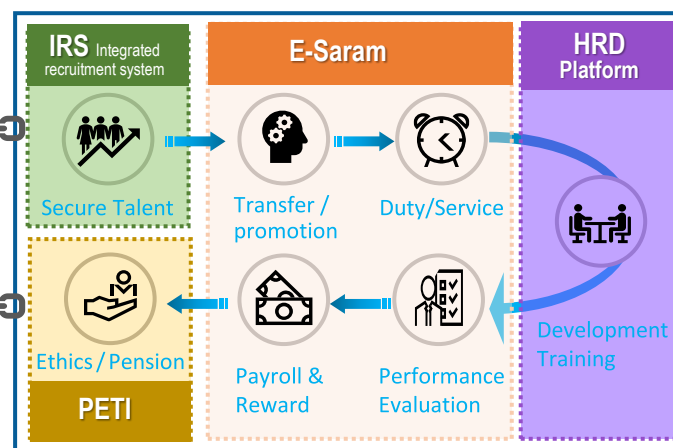 IRS Integrated
recruitment system
E-Saram
HRD
Platform
Secure Talent
Transfer /
promotion
Duty/Service
Development
Training
Performance
Evaluation
Payroll &
Reward
Ethics / Pension
PETI